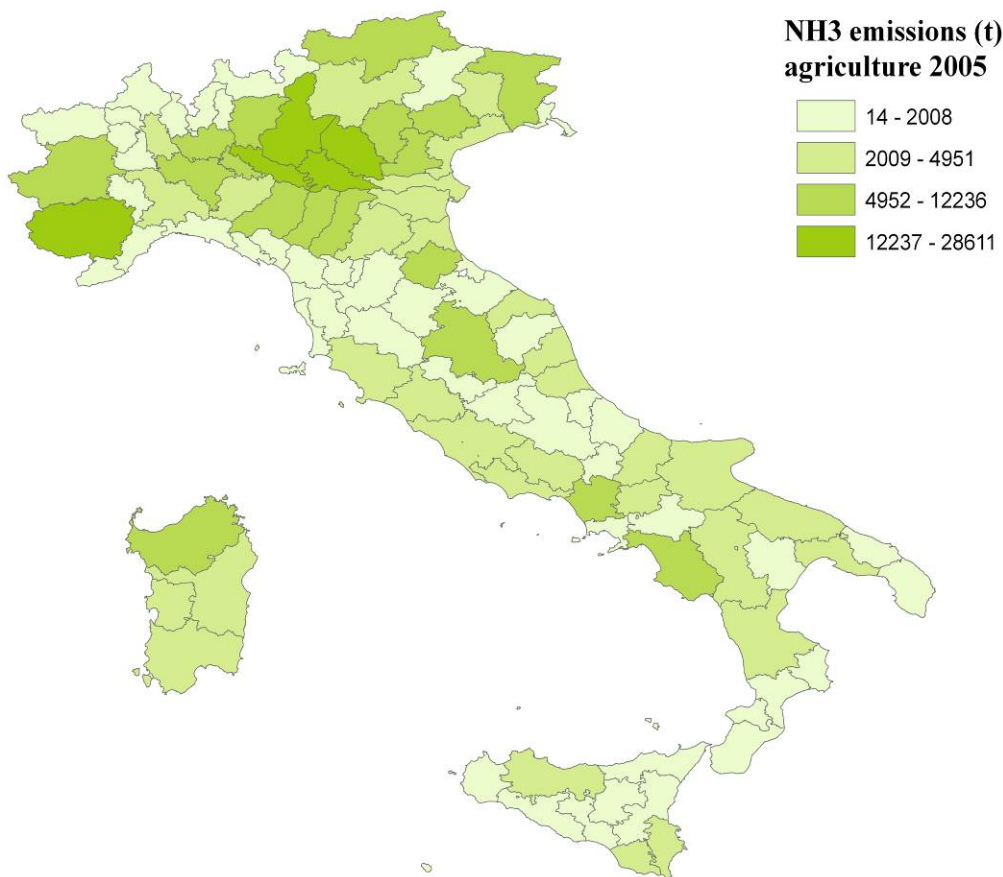 NH3 emissions (t)
agriculture 2005
14 - 2008
2009 - 4951
4952 - 12236
12237 - 28611